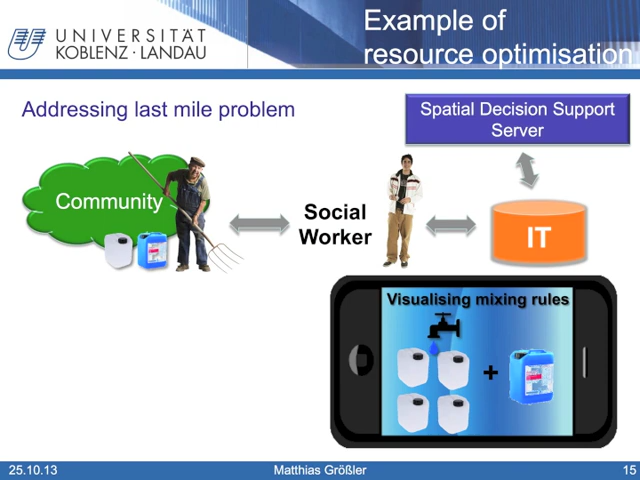 UNIVERSITÄT
KOBLENZ · LANDAU
Example of
resource optimisation
Addressing last mile problem
Spatial Decision Support
Server
Community
Social
Worker
IT
Visualising mixing rules
+
25.10.13
Matthias Größler
15